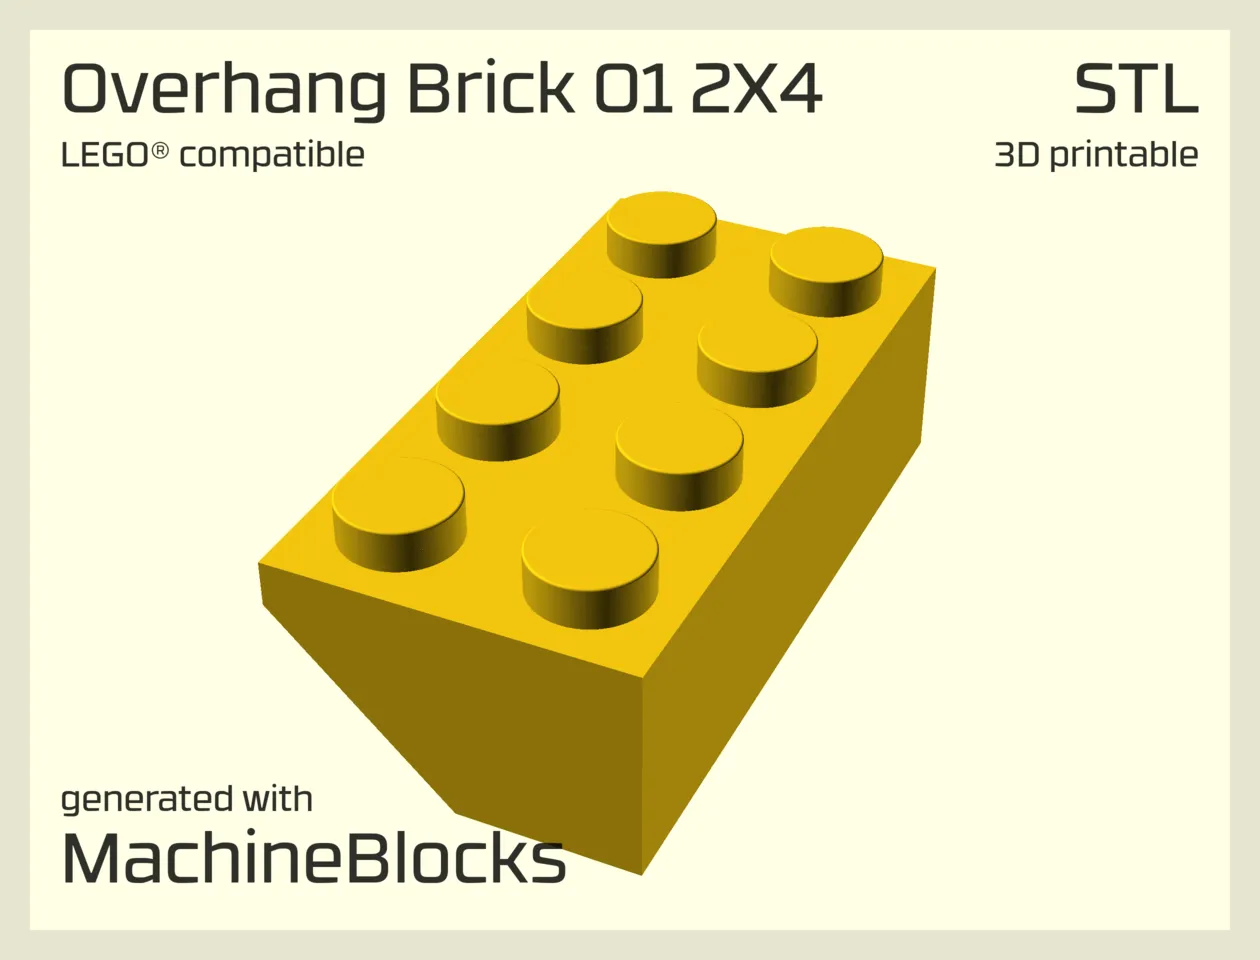 Overhang Brick 01 2X4
STL
LEGO® compatible
3D printable
generated with
MachineBlocks